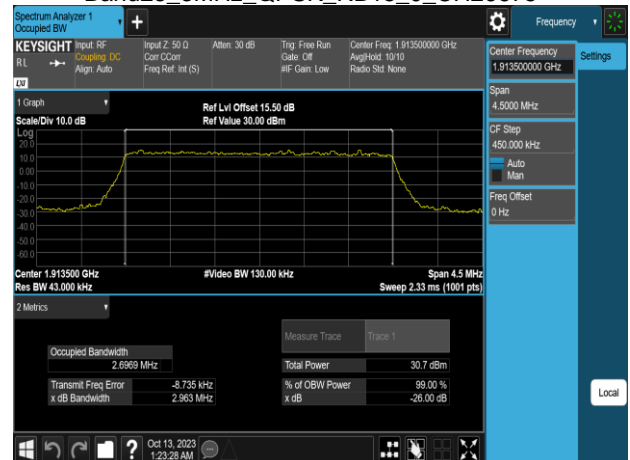 Spectrum Analyzer 1
Occupied BW
+
Frequency
KEYSIGHT
RL
LXI
Input: RF
Coupling: DC
Align: Auto
Input Z: 50 Ω
Corr CCorr
Freq Ref: Int (S)
Atten: 30 dB
Trig: Free Run
Gate: Off
#IF Gain: Low
Center Freq: 1.913500000 GHz
Avg|Hold: 10/10
Radio Std: None
Center Frequency
1.913500000 GHz
Settings
Span
4.5000 MHz
CF Step
450.000 kHz
Auto
Man
Freq Offset
0 Hz
1 Graph
Scale/Div 10.0 dB
Ref Lvl Offset 15.50 dB
Ref Value 30.00 dBm
Log
20.0
10.0
0.00
-10.0
-20.0
-30.0
-40.0
-50.0
-60.0
Center 1.913500 GHz
Res BW 43.000 kHz
#Video BW 130.00 kHz
Span 4.5 MHz
Sweep 2.33 ms (1001 pts)
2 Metrics
Measure Trace
Trace 1
Occupied Bandwidth
2.6969 MHz
Total Power
30.7 dBm
Transmit Freq Error
-8.735 kHz
% of OBW Power
99.00 %
x dB Bandwidth
2.963 MHz
x dB
-26.00 dB
Local
?
Oct 13, 2023
1:23:28 AM